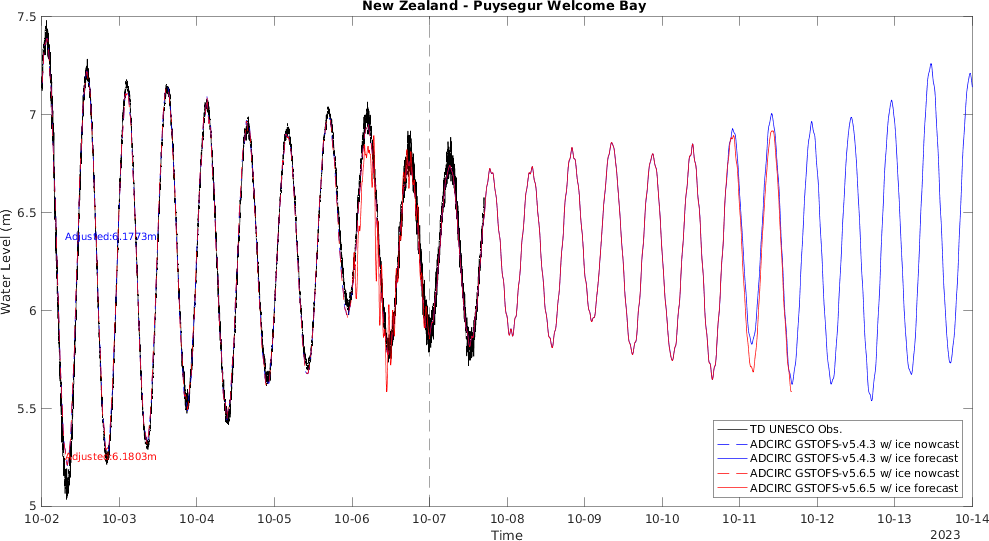 New Zealand - Puysegur Welcome Bay
7.5
7
6.5
6
5.5
5
Water Level (m)
Adjusted:6.1773m
adjusted:6.1803m
TD UNESCO Obs.
ADCIRC GSTOFS-v5.4.3 w/ ice nowcast
ADCIRC GSTOFS-v5.4.3 w/ ice forecast
ADCIRC GSTOFS-v5.6.5 w/ ice nowcast
ADCIRC GSTOFS-v5.6.5 w/ ice forecast
10-02 10-03 10-04 10-05 10-06 10-07 10-08 10-09 10-10 10-11 10-12 10-13 10-14
Time
2023